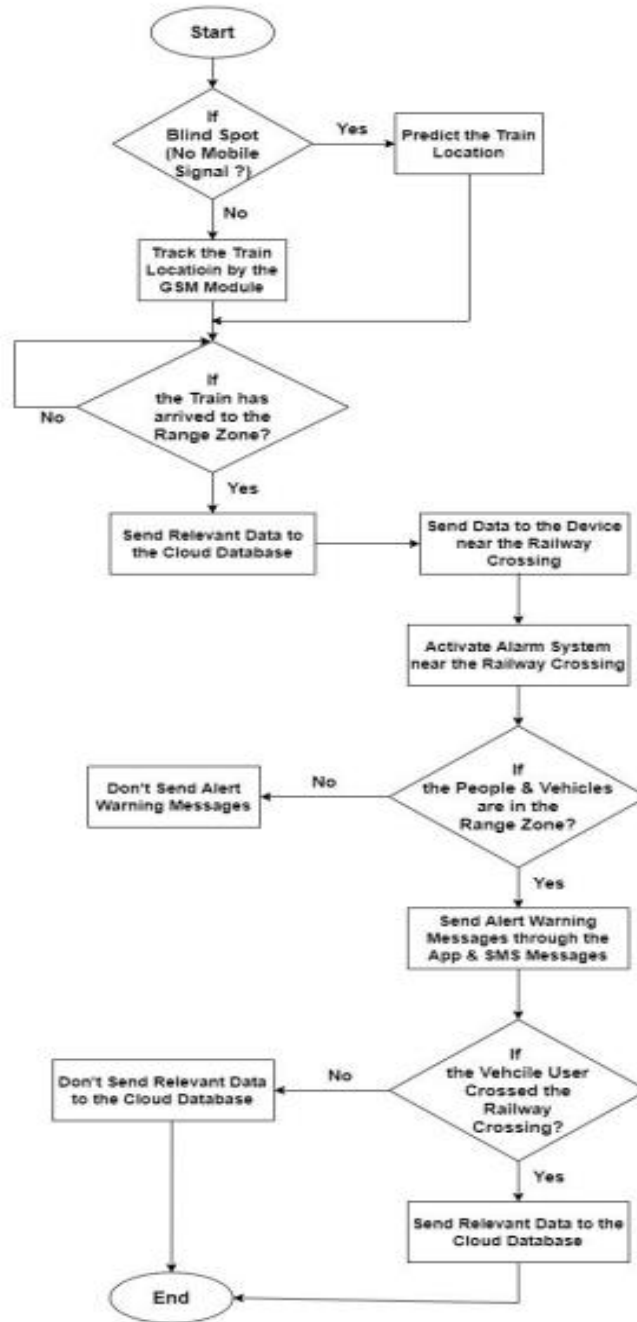 Start
If
Blind Spot
(No Mobile
Signal ?)
Yes
Predict the Train
Location
No
Track the Train
Locatioin by the
GSM Module
If
the Train has
arrived to the
Range Zone?
No
Yes
Send Relevant Data to
the Cloud Database
Send Data to the Device
near the Railway
Crossing
Activate Alarm System
near the Railway Crossing
If
the People & Vehicles
are in the
Range Zone?
No
Don't Send Alert
Warning Messages
Yes
Send Alert Warning
Messages through the
App & SMS Messages
If
the Vehcile User
Crossed the
Railway
Crossing?
No
Don't Send Relevant Data
to the Cloud Database
Yes
Send Relevant Data to the
Cloud Database
End